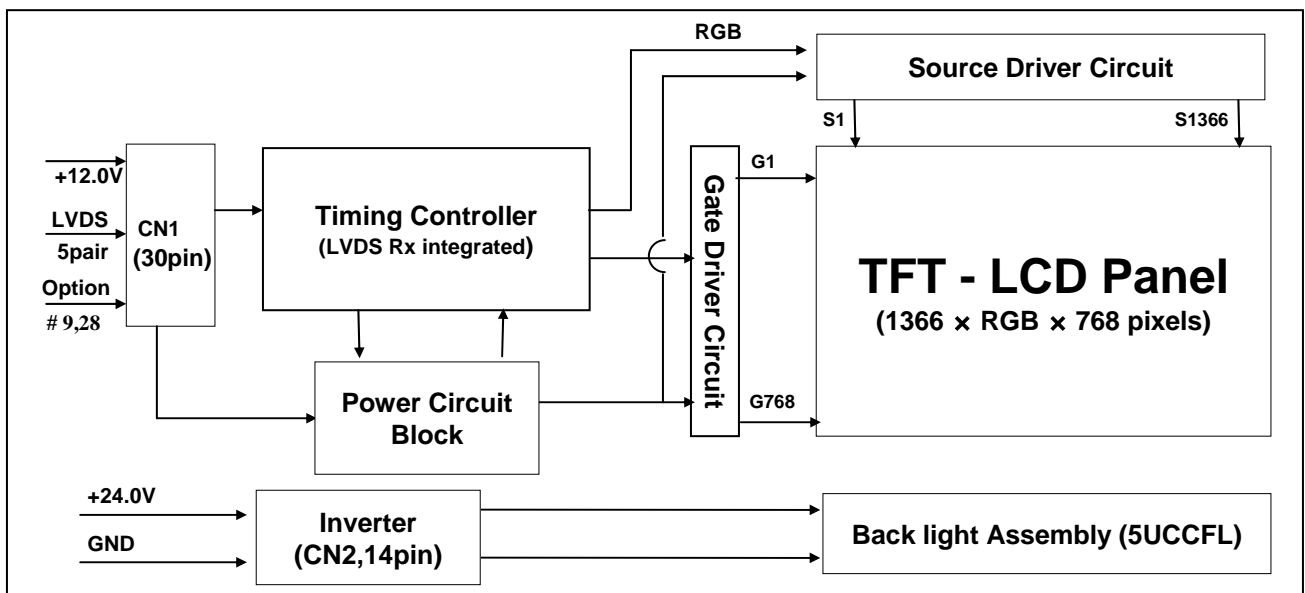 RGB
Source Driver Circuit
S1
S1366
+12.0V
LVDS
5pair
Option
# 9,28
CN1
(30pin)
Timing Controller
(LVDS Rx integrated)
Gate Driver Circuit
G1
G768
TFT - LCD Panel
(1366 × RGB × 768 pixels)
Power Circuit
Block
+24.0V
GND
Inverter
(CN2,14pin)
Back light Assembly (5UCCFL)